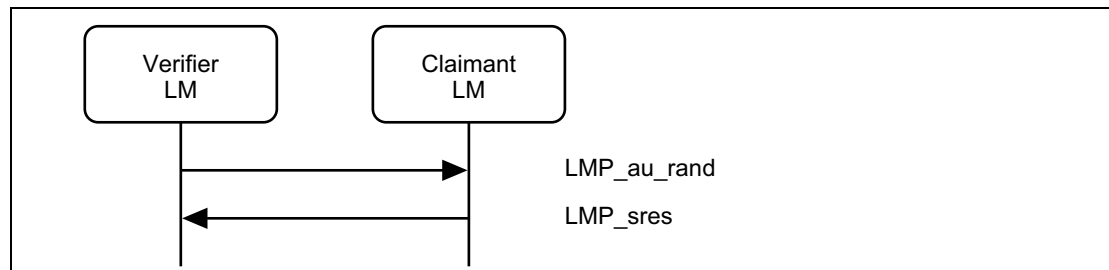 Verifier
LM
Claimant
LM
LMP_au_rand
LMP_sres